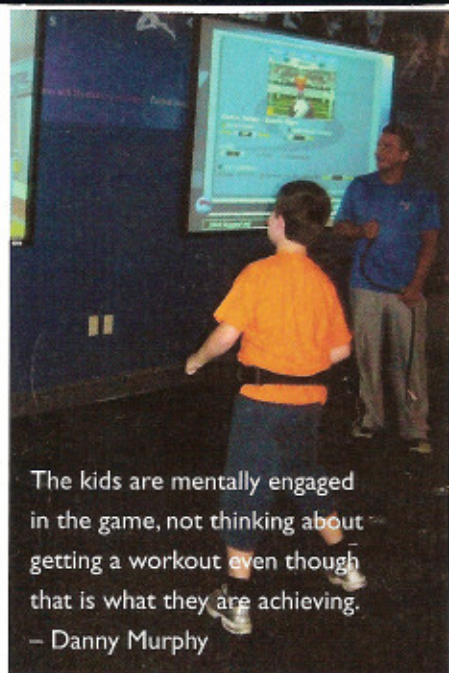 The kids are mentally engaged
in the game, not thinking about
getting a workout even though
that is what they are achieving.
– Danny Murphy